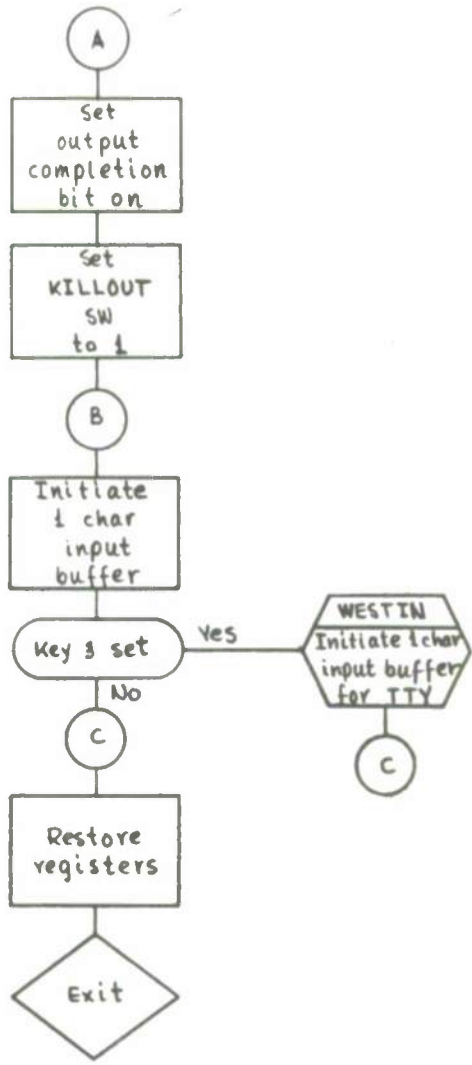 A
Set
output
completion
bit on
Set
KILLOUT
SW
to 1
B
Initiate
1 char
input
buffer
Key 3 set
Yes
WESTIN
Initiate 1 char
input buffer
for TTY
No
C
C
Restore
registers
Exit